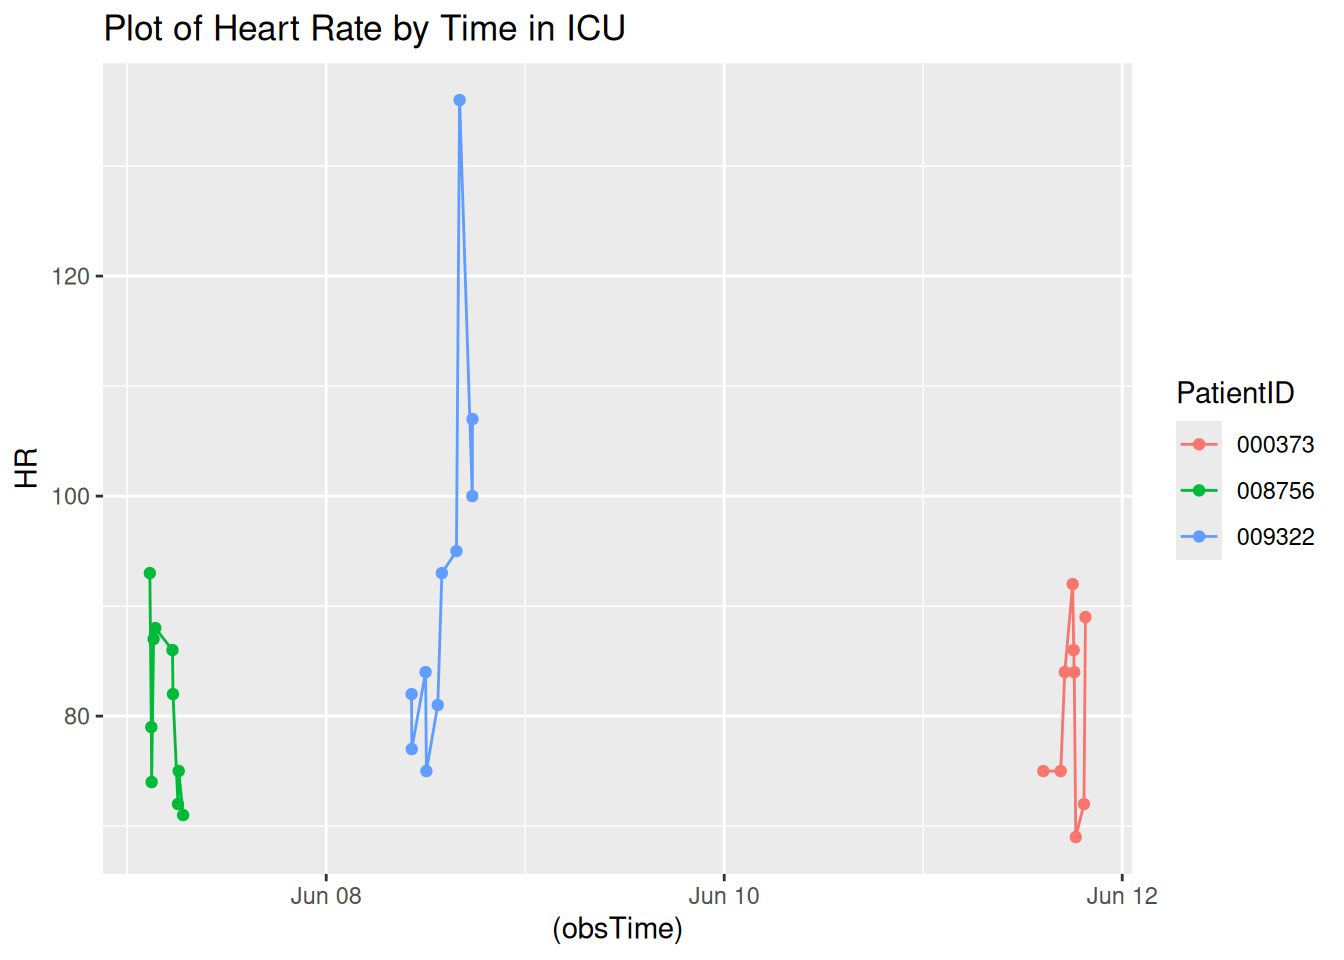 Plot of Heart Rate by Time in ICU
HR
120
100
80
Jun 08
Jun 10
Jun 12
(obsTime)
PatientID
000373
008756
009322